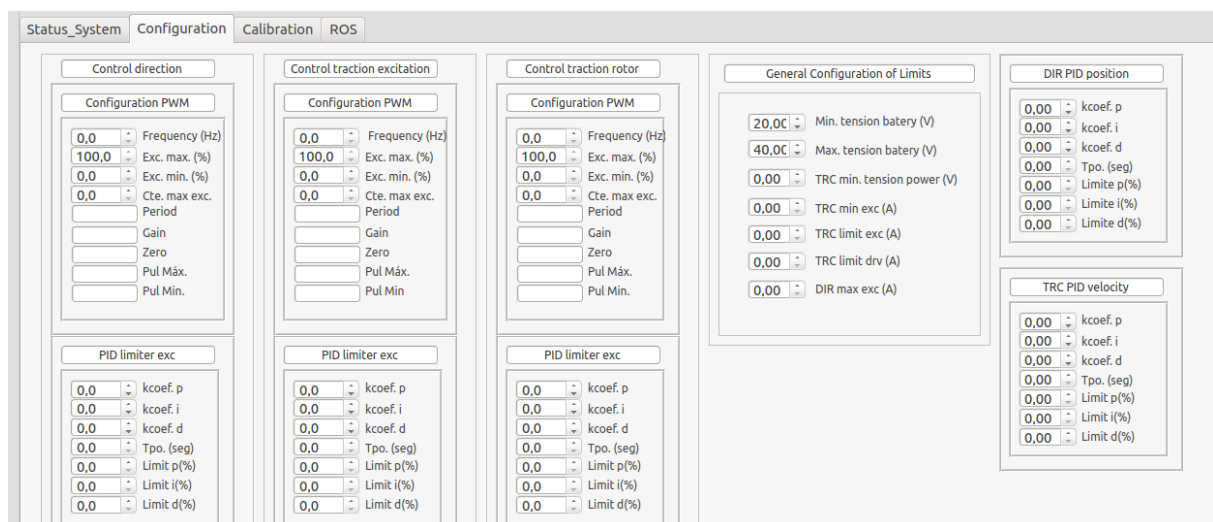 Status_System Configuration Calibration ROS
Control direction
Configuration PWM
0,0 Frequency (Hz)
100,0 Exc. max. (%)
0,0 Exc. min. (%)
0,0 Cte. max exc.
Period
Gain
Zero
Pul Máx.
Pul Min.
PID limiter exc
0,0 kcoef. p
0,0 kcoef. i
0,0 kcoef. d
0,0 Tpo. (seg)
0,0 Limit p(%)
0,0 Limit i(%)
0,0 Limit d(%)
Control traction excitation
Configuration PWM
0,0 Frequency (Hz)
100,0 Exc. max. (%)
0,0 Exc. min. (%)
0,0 Cte. max exc.
Period
Gain
Zero
Pul Máx.
Pul Min
PID limiter exc
0,0 kcoef. p
0,0 kcoef. i
0,0 kcoef. d
0,0 Tpo. (seg)
0,0 Limit p(%)
0,0 Limit i(%)
0,0 Limit d(%)
Control traction rotor
Configuration PWM
0,0 Frequency (Hz)
100,0 Exc. max. (%)
0,0 Exc. min. (%)
0,0 Cte. max exc.
Period
Gain
Zero
Pul Máx.
Pul Min.
PID limiter exc
0,0 kcoef. p
0,0 kcoef. i
0,0 kcoef. d
0,0 Tpo. (seg)
0,0 Limit p(%)
0,0 Limit i(%)
0,0 Limit d(%)
General Configuration of Limits
20,00 Min. tension batery (V)
40,00 Max. tension batery (V)
0,00 TRC min. tension power (V)
0,00 TRC min exc (A)
0,00 TRC limit exc (A)
0,00 TRC limit drv (A)
0,00 DIR max exc (A)
DIR PID position
0,00 kcoef. p
0,00 kcoef. i
0,00 kcoef. d
0,00 Tpo. (seg)
0,00 Limite p(%)
0,00 Limite i(%)
0,00 Limite d(%)
TRC PID velocity
0,00 kcoef. p
0,00 kcoef. i
0,00 kcoef. d
0,00 Tpo. (seg)
0,00 Limit p(%)
0,00 Limit i(%)
0,00 Limit d(%)